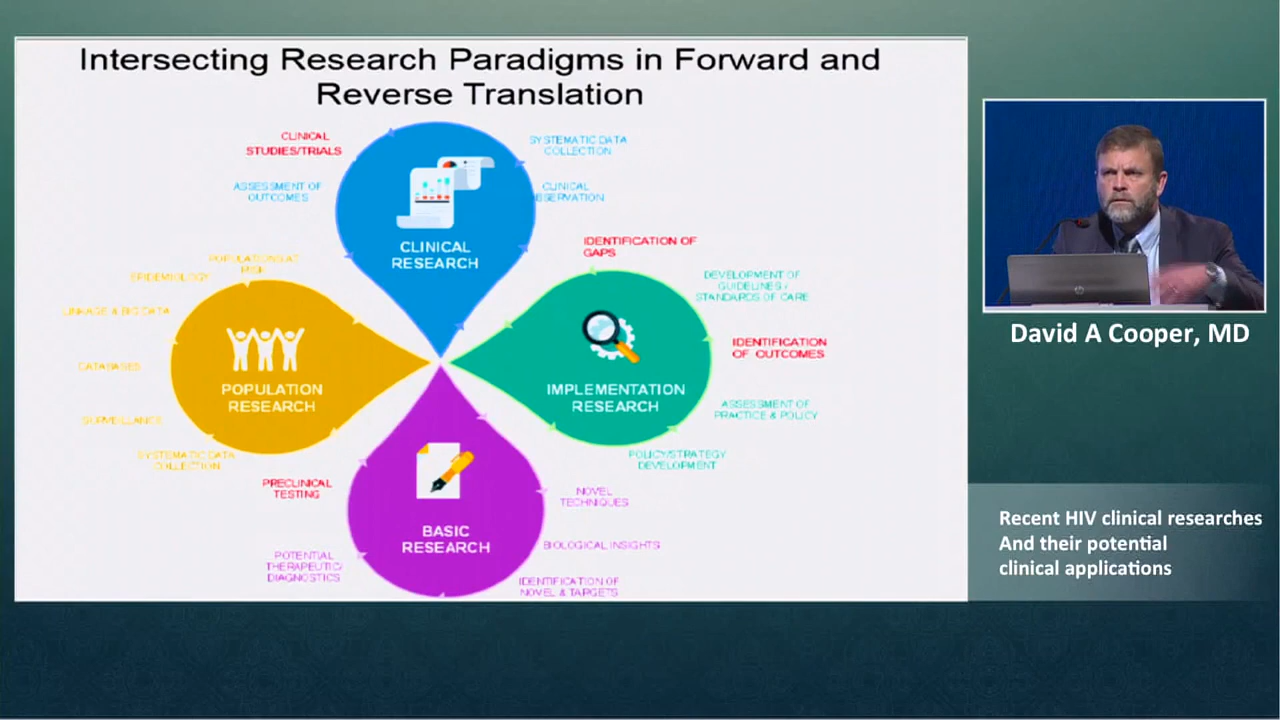 Intersecting Research Paradigms in Forward and
Reverse Translation
CLINICAL
STUDIES/TRIALS
ASSESSMENT OF
OUTCOMES
SYSTEMATIC DATA
COLLECTION
CLINICAL
CLINICAL
RESEARCH
POPULATIONS AT
RISK
EPIDEMIOLOGY
LINKAGE & BIG DATA
DATABASES
SURVEILLANCE
SYSTEMATIC DATA
COLLECTION
POPULATION
RESEARCH
IDENTIFICATION OF
GAPS
DEVELOPMENT OF
GUIDELINES /
STANDARDS OF CARE
IDENTIFICATION
OF OUTCOMES
ASSESSMENT OF
PRACTICE & POLICY
POLICY/STRATEGY
DEVELOPMENT
IMPLEMENTATION
RESEARCH
PRECLINICAL
TESTING
POTENTIAL
THERAPEUTIC/
DIAGNOSTICS
NOVEL
TECHNIQUES
BIOLOGICAL INSIGHTS
IDENTIFICATION OF
NOVEL & TARGETS
BASIC
RESEARCH
hp
David A Cooper, MD
Recent HIV clinical researches
And their potential
clinical applications